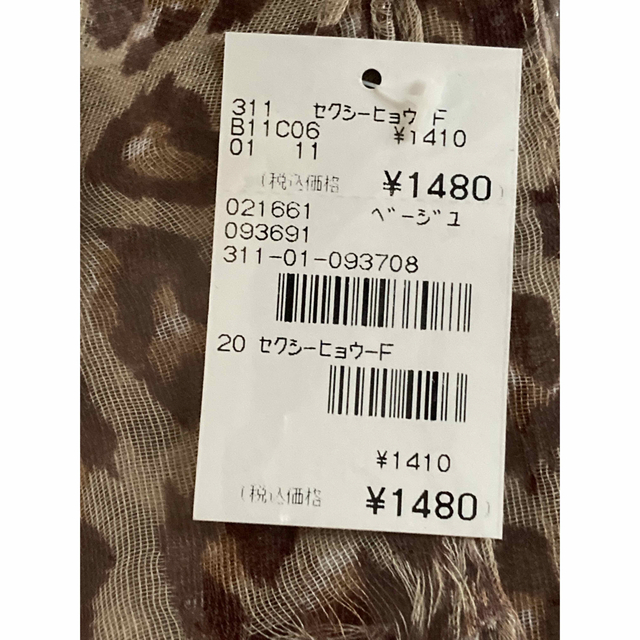 311 セクシーヒョウ F
B11C06 ¥1410
01 11
(税込価格 ¥1480)
021661 ベージュ
093691
311-01-093708
20 セクシーヒョウーF
¥1410
(税込価格 ¥1480)